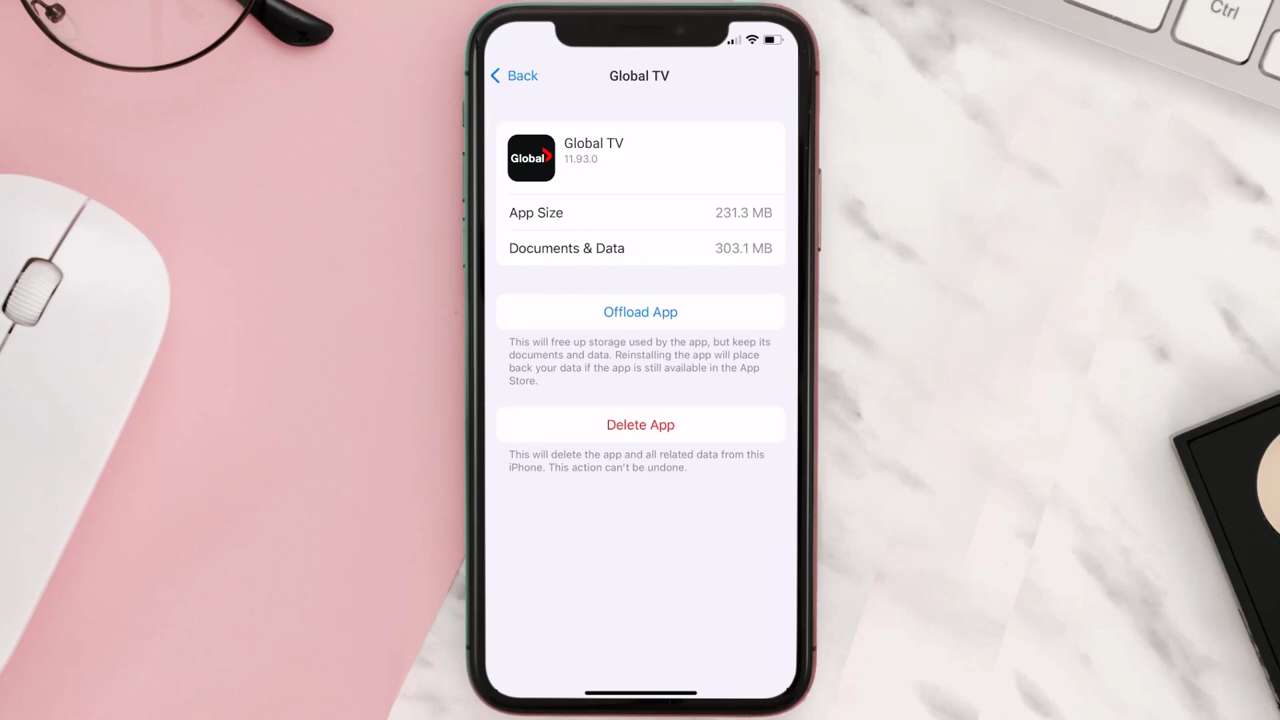 Ctrl
Back
Global TV
Global
Global TV
11.93.0
App Size 231.3 MB
Documents & Data 303.1 MB
Offload App
This will free up storage used by the app, but keep its
documents and data. Reinstalling the app will place
back your data if the app is still available in the App
Store.
Delete App
This will delete the app and all related data from this
iPhone. This action can't be undone.